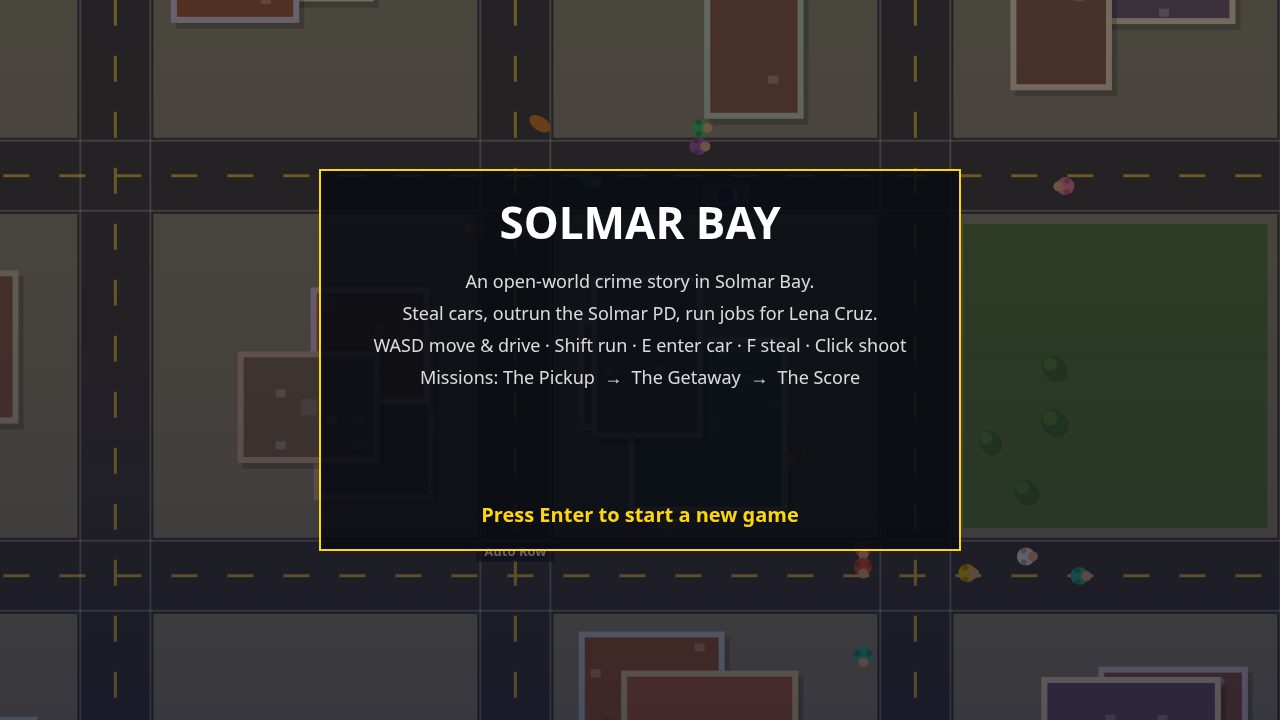 SOLMAR BAY
An open-world crime story in Solmar Bay.
Steal cars, outrun the Solmar PD, run jobs for Lena Cruz.
WASD move & drive · Shift run · E enter car · F steal · Click shoot
Missions: The Pickup → The Getaway → The Score
Press Enter to start a new game
Auto Row